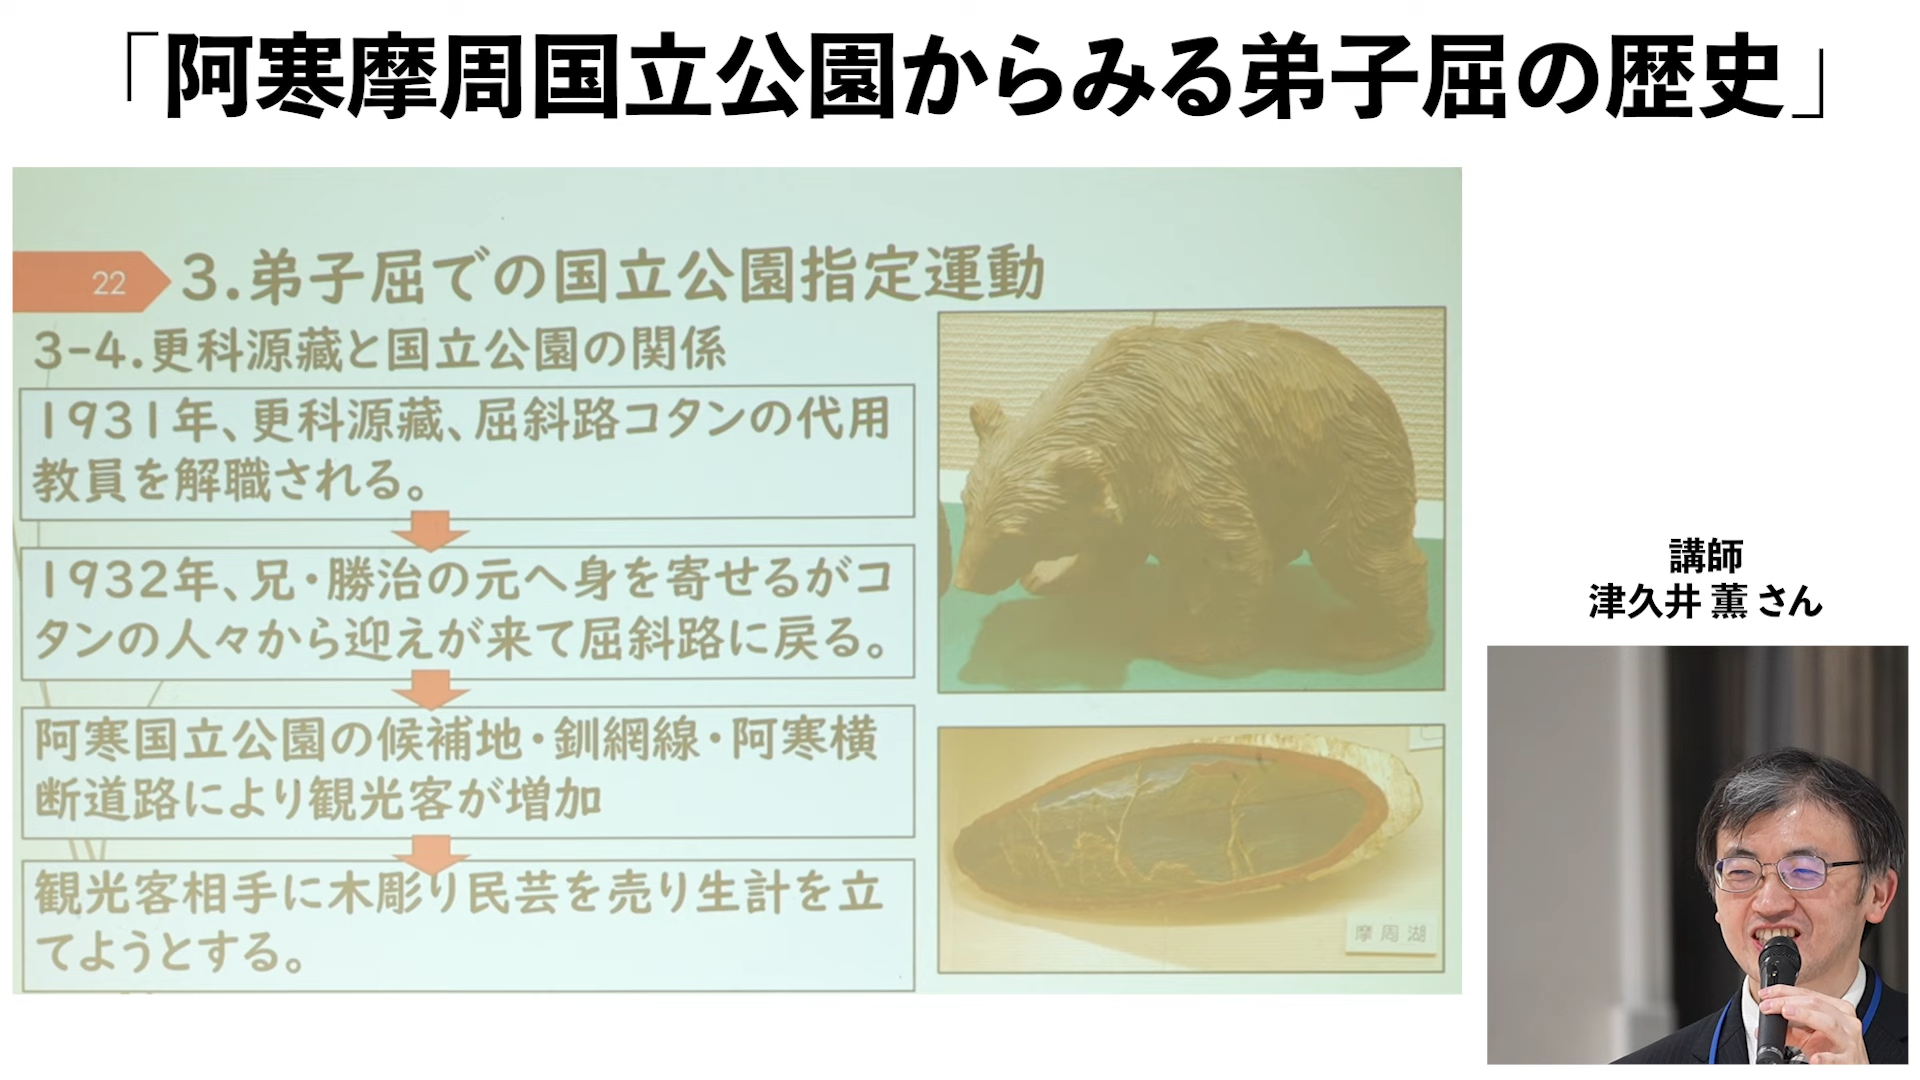 「阿寒摩周国立公園からみる弟子屈の歴史」
22
3.弟子屈での国立公園指定運動
3-4.更科源藏と国立公園の関係
1931年、更科源藏、屈斜路コタンの代用
教員を解職される。
1932年、兄・勝治の元へ身を寄せるがコ
タンの人々から迎えが来て屈斜路に戻る。
阿寒国立公園の候補地・釧網線・阿寒横
断道路により観光客が増加
観光客相手に木彫り民芸を売り生計を立
てようとする。
摩周湖
講師
津久井 薫 さん